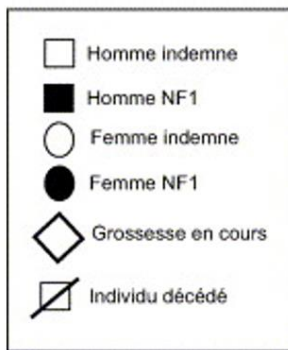 Homme indemne
Homme NF1
Femme indemne
Femme NF1
Grossesse en cours
Individu décédé